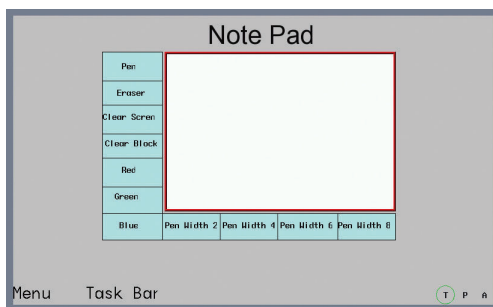 Note Pad
Pen
Eraser
Clear Scren
Clear Block
Red
Green
Blue
Pen Width 2
Pen Width 4
Pen Width 6
Pen Width 8
Menu
Task Bar
T
P
A